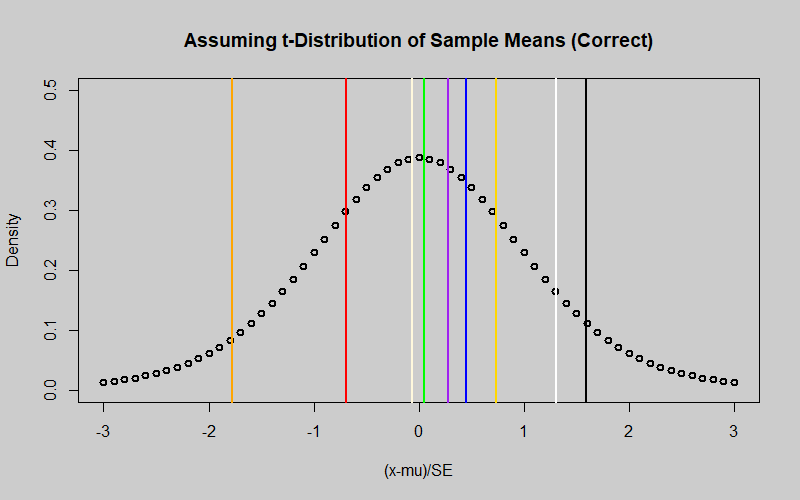 Assuming t-Distribution of Sample Means (Correct)
Density
0.5
0.4
0.3
0.2
0.1
0.0
-3 -2 -1 0 1 2 3
(x-mu)/SE